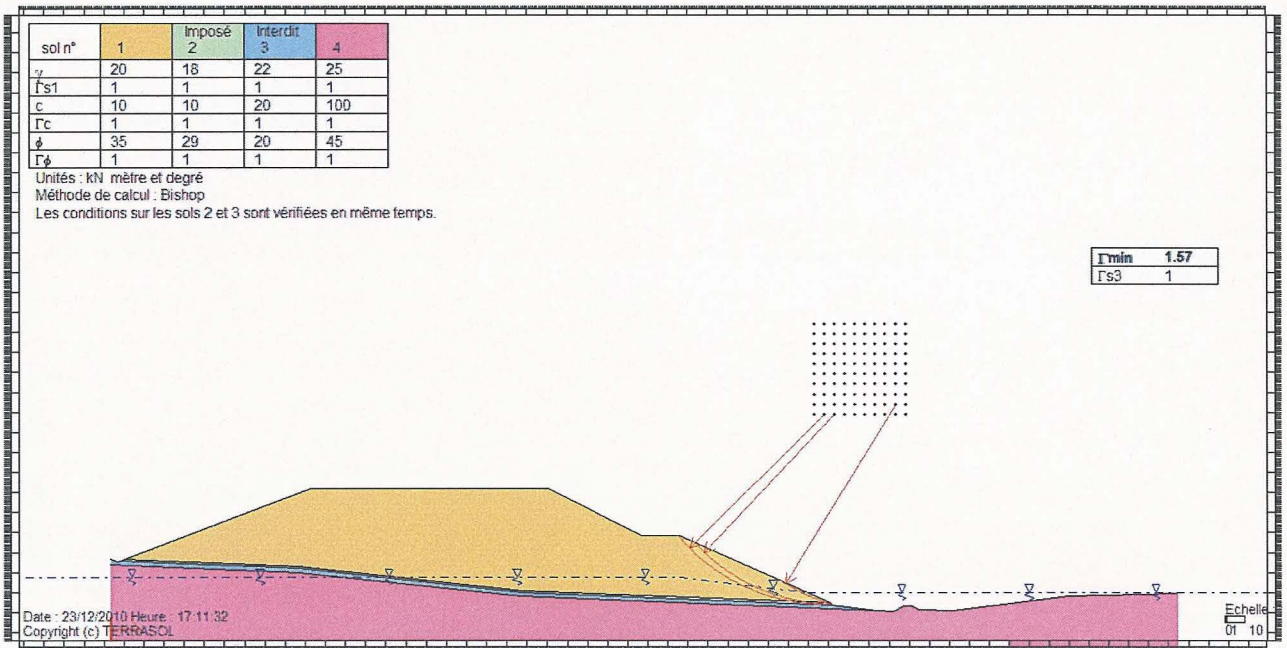 Imposé Interdit
sol n° 1 2 3 4
γ 20 18 22 25
Γs1 1 1 1 1
c 10 10 20 100
Γc 1 1 1 1
ϕ 35 29 20 45
Γϕ 1 1 1 1
Unités : kN mètre et degré
Méthode de calcul : Bishop
Les conditions sur les sols 2 et 3 sont vérifiées en même temps.
Γmin 1.57
Γs3 1
Date : 23/12/2010 Heure : 17:11:32
Copyright (c) TERRASOL
Echelle
01 10